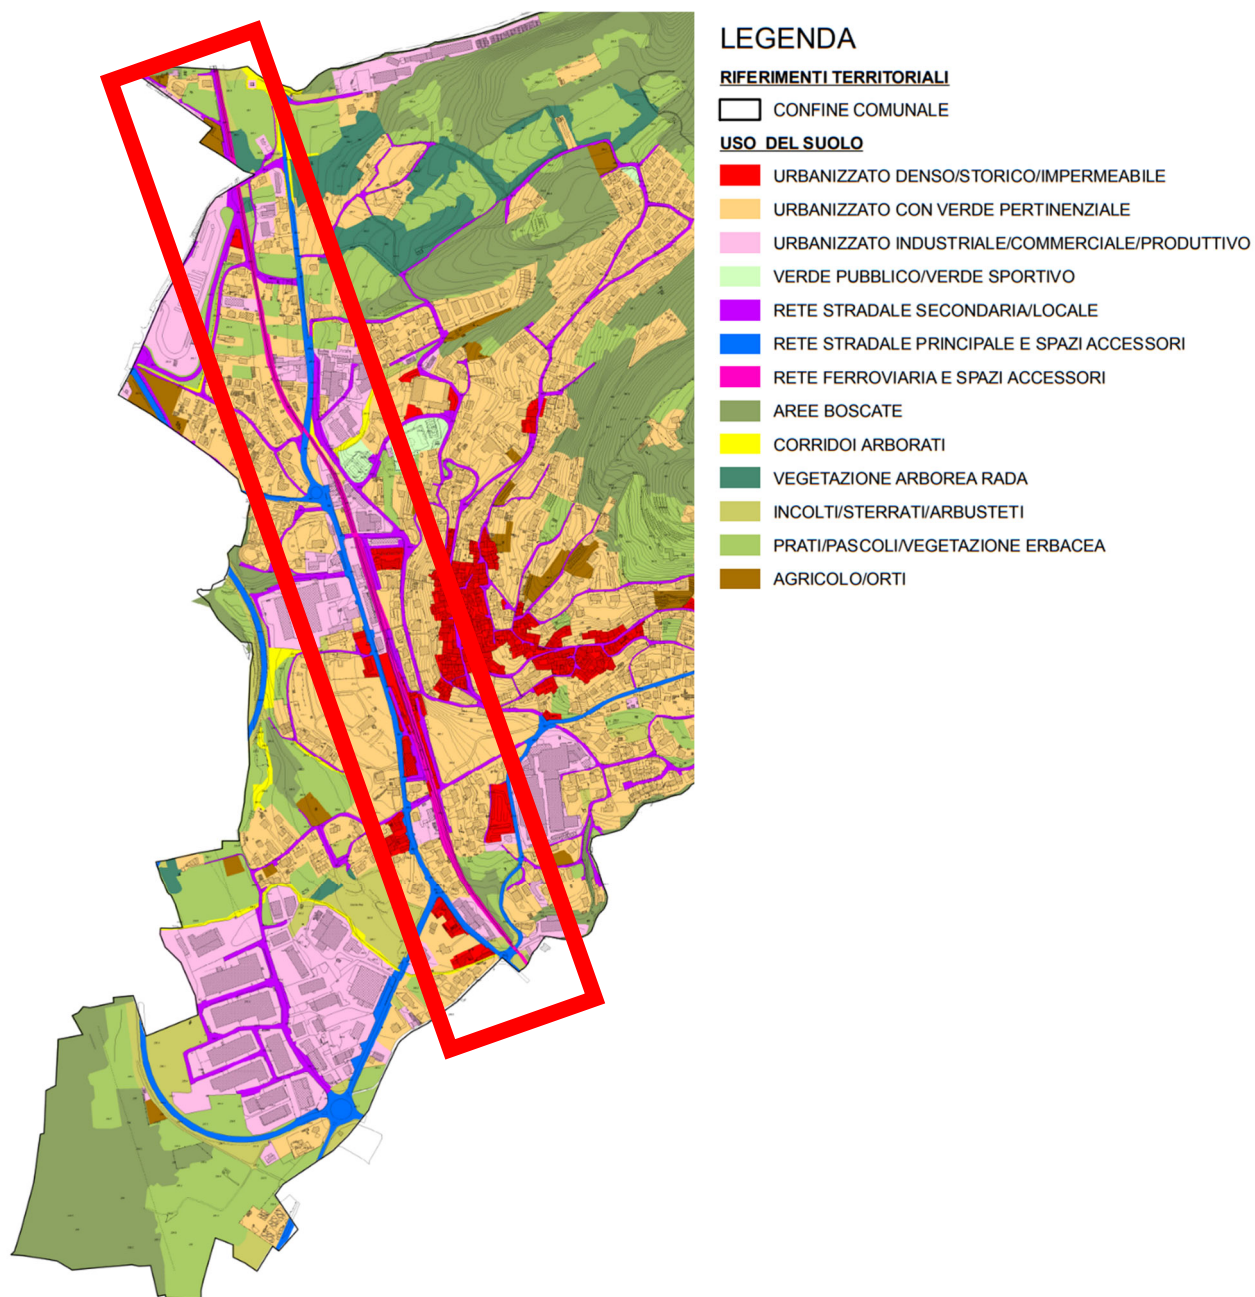 LEGENDA
RIFERIMENTI TERRITORIALI
CONFINE COMUNALE
USO DEL SUOLO
URBANIZZATO DENSO/STORICO/IMPERMEABILE
URBANIZZATO CON VERDE PERTINENZIALE
URBANIZZATO INDUSTRIALE/COMMERCIALE/PRODUTTIVO
VERDE PUBBLICO/VERDE SPORTIVO
RETE STRADALE SECONDARIA/LOCALE
RETE STRADALE PRINCIPALE E SPAZI ACCESSORI
RETE FERROVIARIA E SPAZI ACCESSORI
AREE BOSCATE
CORRIDOI ARBORATI
VEGETAZIONE ARBOREA RADA
INCOLTI/STERRATI/ARBUSTETI
PRATI/PASCOLI/VEGETAZIONE ERBACEA
AGRICOLO/ORTI